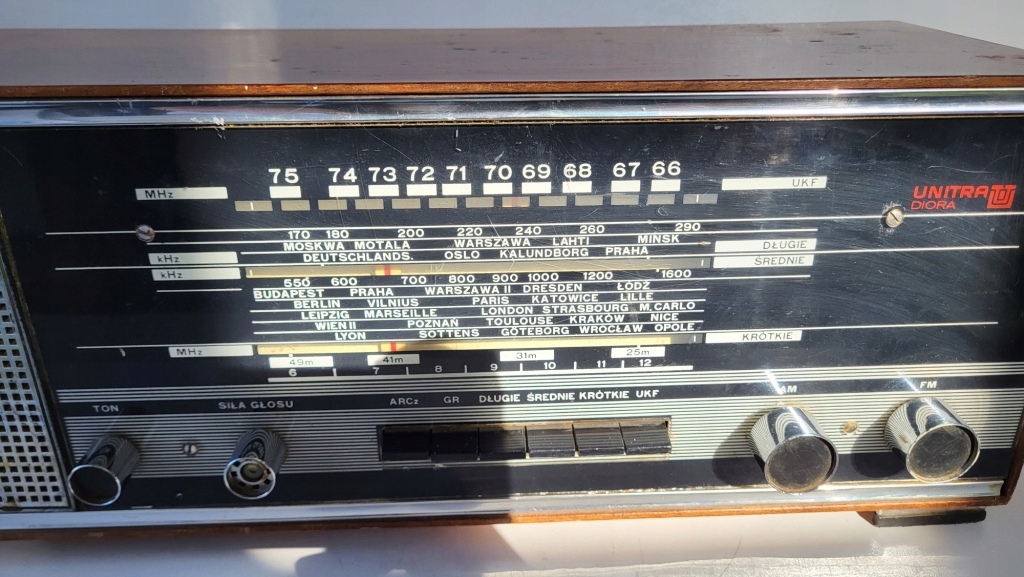 75 74 73 72 71 70 69 68 67 66
MHz UKF
UNITRA
DIORA
170 180 200 220 240 260 290
MOSKWA MOTALA WARSZAWA LAHTI MINSK
DŁUGIE
DEUTSCHLANDS. OSLO KALUNDBORG PRAHA
kHz ŚREDNIE
kHz
550 600 700 800 900 1000 1200 1600
BUDAPEST PRAHA WARSZAWA II DRESDEN ŁÓDZ
BERLIN VILNIUS PARIS KATOWICE LILLE
LEIPZIG MARSEILLE LONDON STRASBOURG M.CARLO
WIEN II POZNAŃ TOULOUSE KRAKÓW NICE
LYON SOTTENS GÖTEBORG WROCŁAW OPOLE
MHz KRÓTKIE
49m 41m 31m 25m
6 7 8 9 10 11 12
TON SIŁA GŁOSU ARCz GR DŁUGIE ŚREDNIE KRÓTKIE UKF AM FM